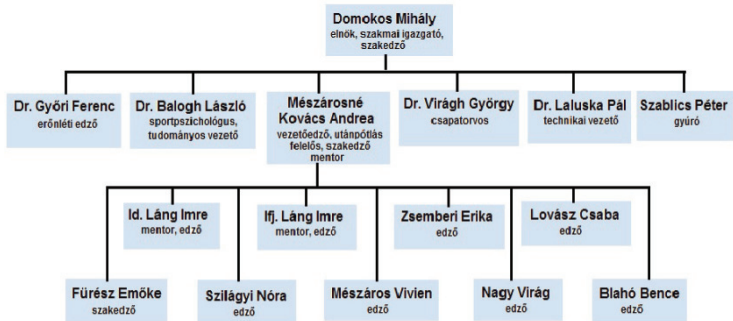 Domokos Mihály
elnök, szakmai igazgató,
szakedző
Dr. Győri Ferenc
erőnléti edző
Dr. Balogh László
sportpszichológus,
tudományos vezető
Mészárosné
Kovács Andrea
vezetőedző, utánpótlás
felelős, szakedző
mentor
Dr. Virágh György
csapatorvos
Dr. Laluska Pál
technikai vezető
Szablics Péter
gyúró
Id. Láng Imre
mentor, edző
Ifj. Láng Imre
mentor, edző
Zsemberi Erika
edző
Lovász Csaba
edző
Fürész Emőke
szakedző
Szilágyi Nóra
edző
Mészáros Vivien
edző
Nagy Virág
edző
Blahó Bence
edző